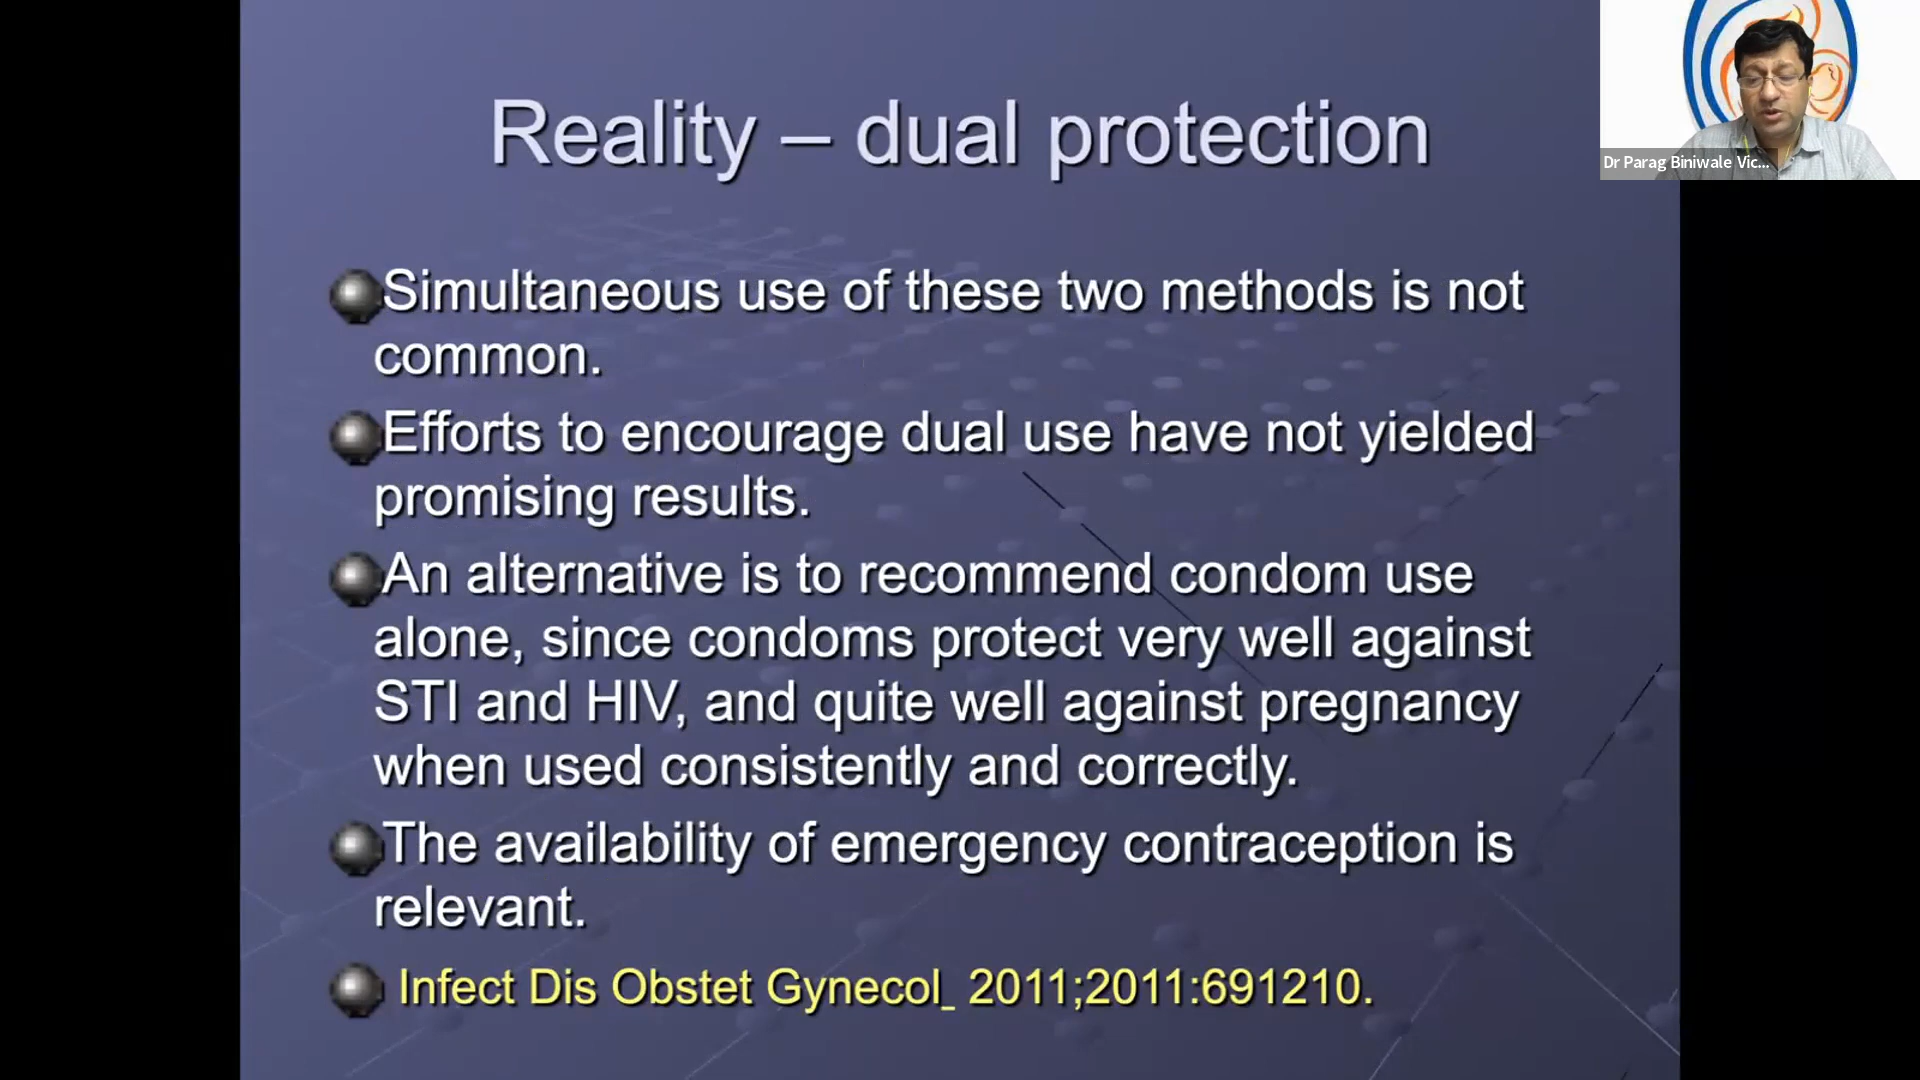 Reality – dual protection
Dr Parag Biniwale Vic...
Simultaneous use of these two methods is not
common.
Efforts to encourage dual use have not yielded
promising results.
An alternative is to recommend condom use
alone, since condoms protect very well against
STI and HIV, and quite well against pregnancy
when used consistently and correctly.
The availability of emergency contraception is
relevant.
Infect Dis Obstet Gynecol_ 2011;2011:691210.